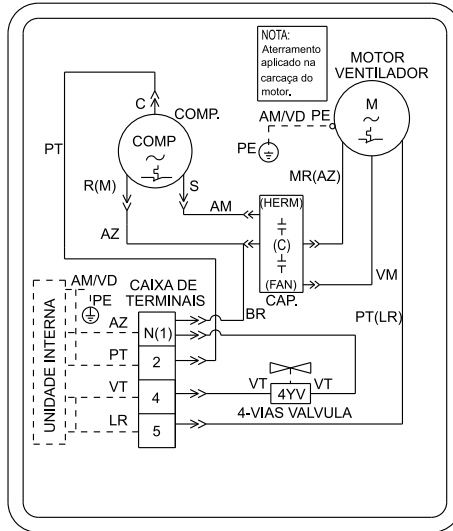 NOTA:
Aterramento
aplicado na
carcaça do
motor.
MOTOR
VENTILADOR
M
C
COMP.
COMP
AM/VD
PE
PE
PT
R(M)
S
MR(AZ)
AM
(HERM)
(C)
(FAN)
CAP.
AZ
VM
BR
PT(LR)
AM/VD
PE
CAIXA DE
TERMINAIS
UNIDADE INTERNA
AZ
N(1)
PT
2
VT
4
VT
4YV
VT
4-VIAS VALVULA
LR
5